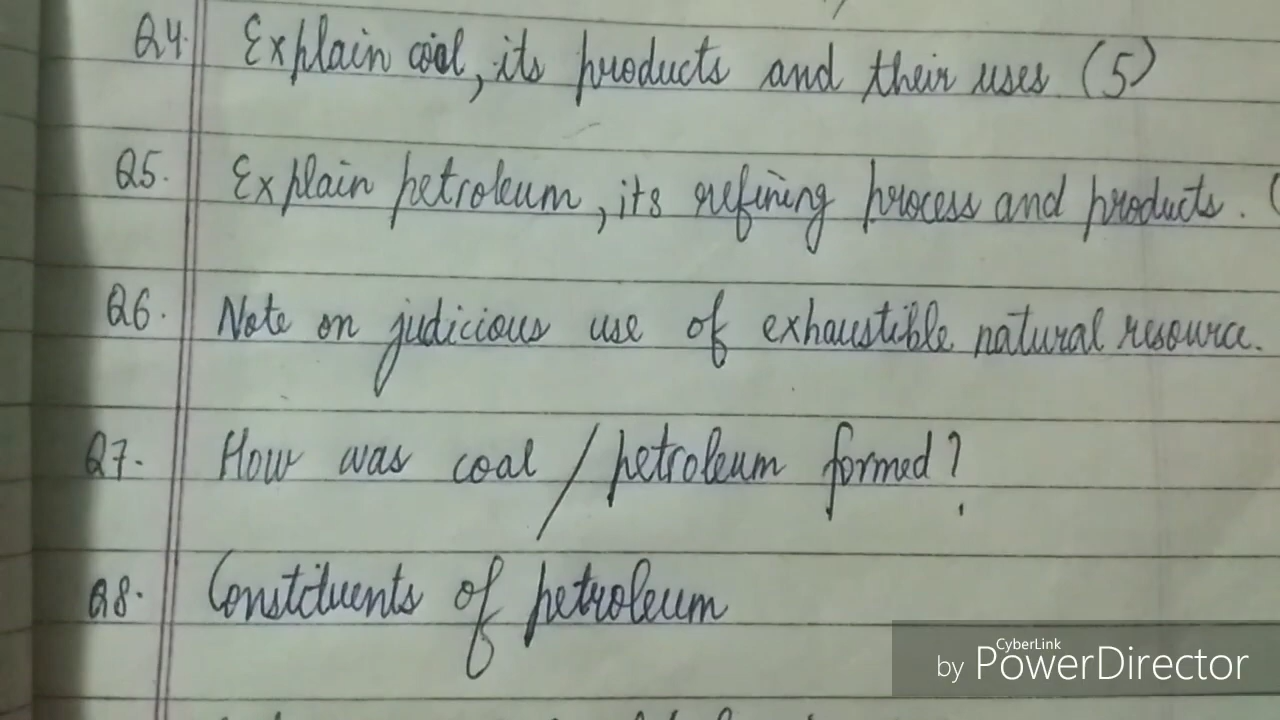 Q4. Explain coal, its products and their uses (5)
Q5. Explain petroleum, its refining process and products. (
Q6. Note on judicious use of exhaustible natural resource.
Q7. How was coal / petroleum formed?
Q8. Constituents of petroleum
CyberLink
by PowerDirector